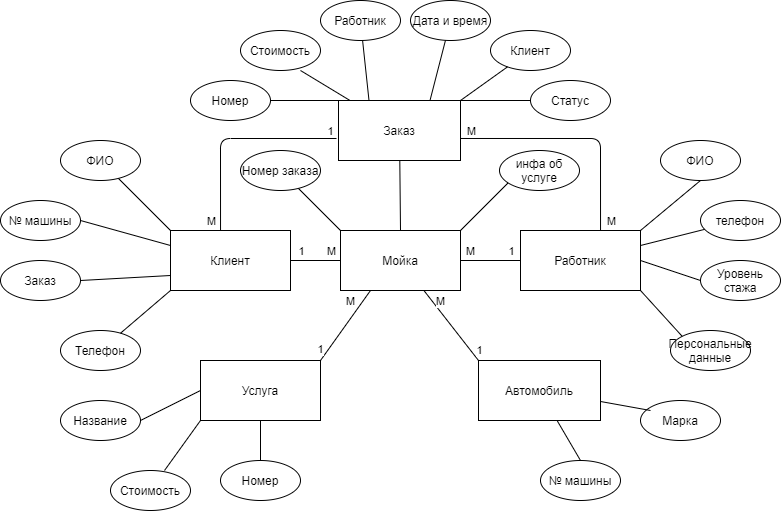 Работник
Дата и время
Стоимость
Клиент
Номер
Статус
Заказ
1
М
ФИО
Номер заказа
инфа об
услуге
ФИО
№ машины
М
М
телефон
Клиент
1
М
Мойка
М
1
Работник
Заказ
Уровень
стажа
М
М
Телефон
1
1
Персональные
данные
Услуга
Автомобиль
Название
Марка
Стоимость
Номер
№ машины